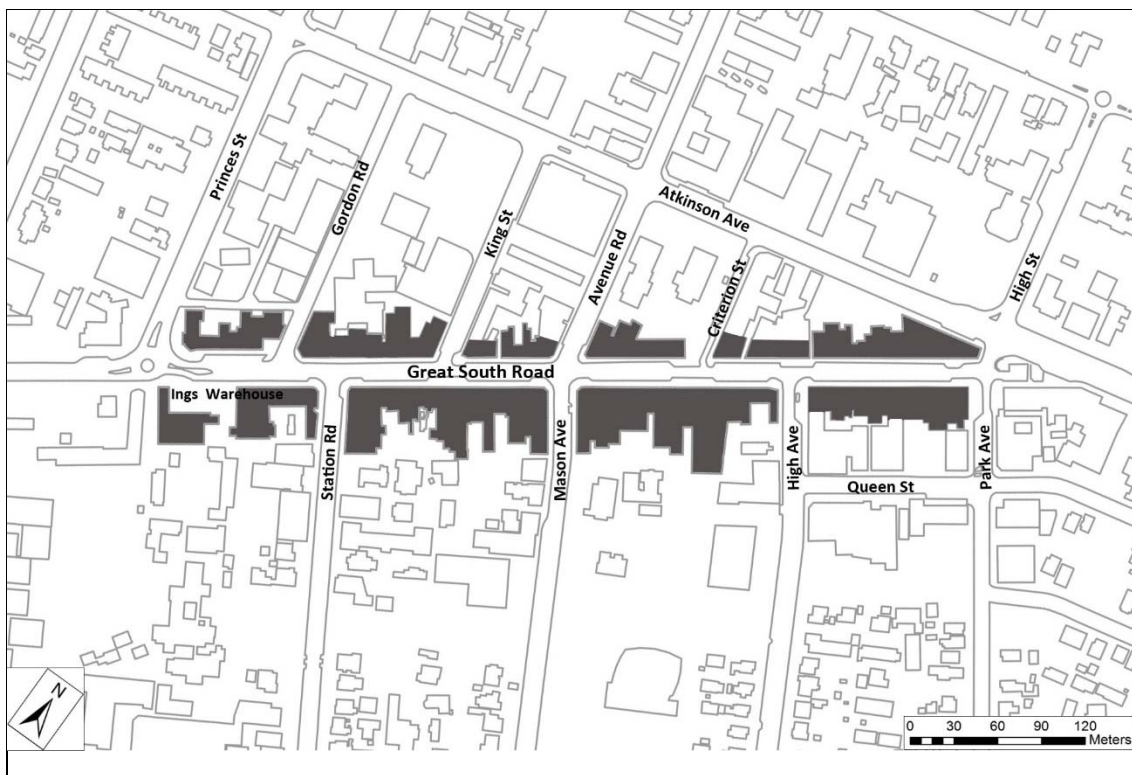 Princes St
Gordon Rd
King St
Avenue Rd
Atkinson Ave
Criterion St
High St
Great South Road
Ings Warehouse
Station Rd
Mason Ave
High Ave
Queen St
Park Ave
N
0 30 60 90 120
Meters